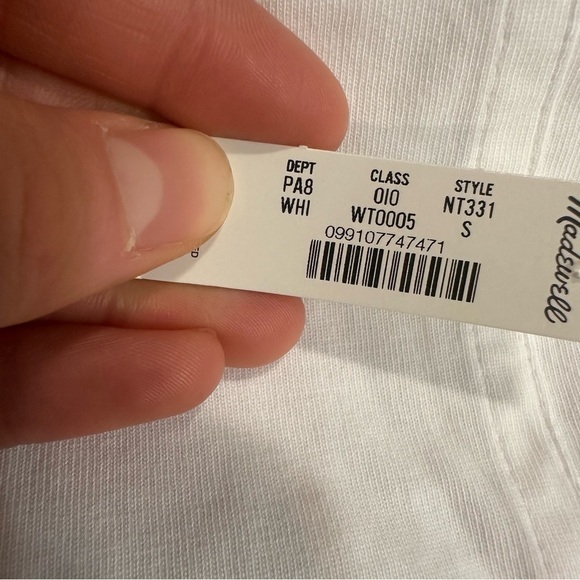 DEPT CLASS STYLE
PA8 010 NT331
WHI WT0005 S
099107747471
Madewell